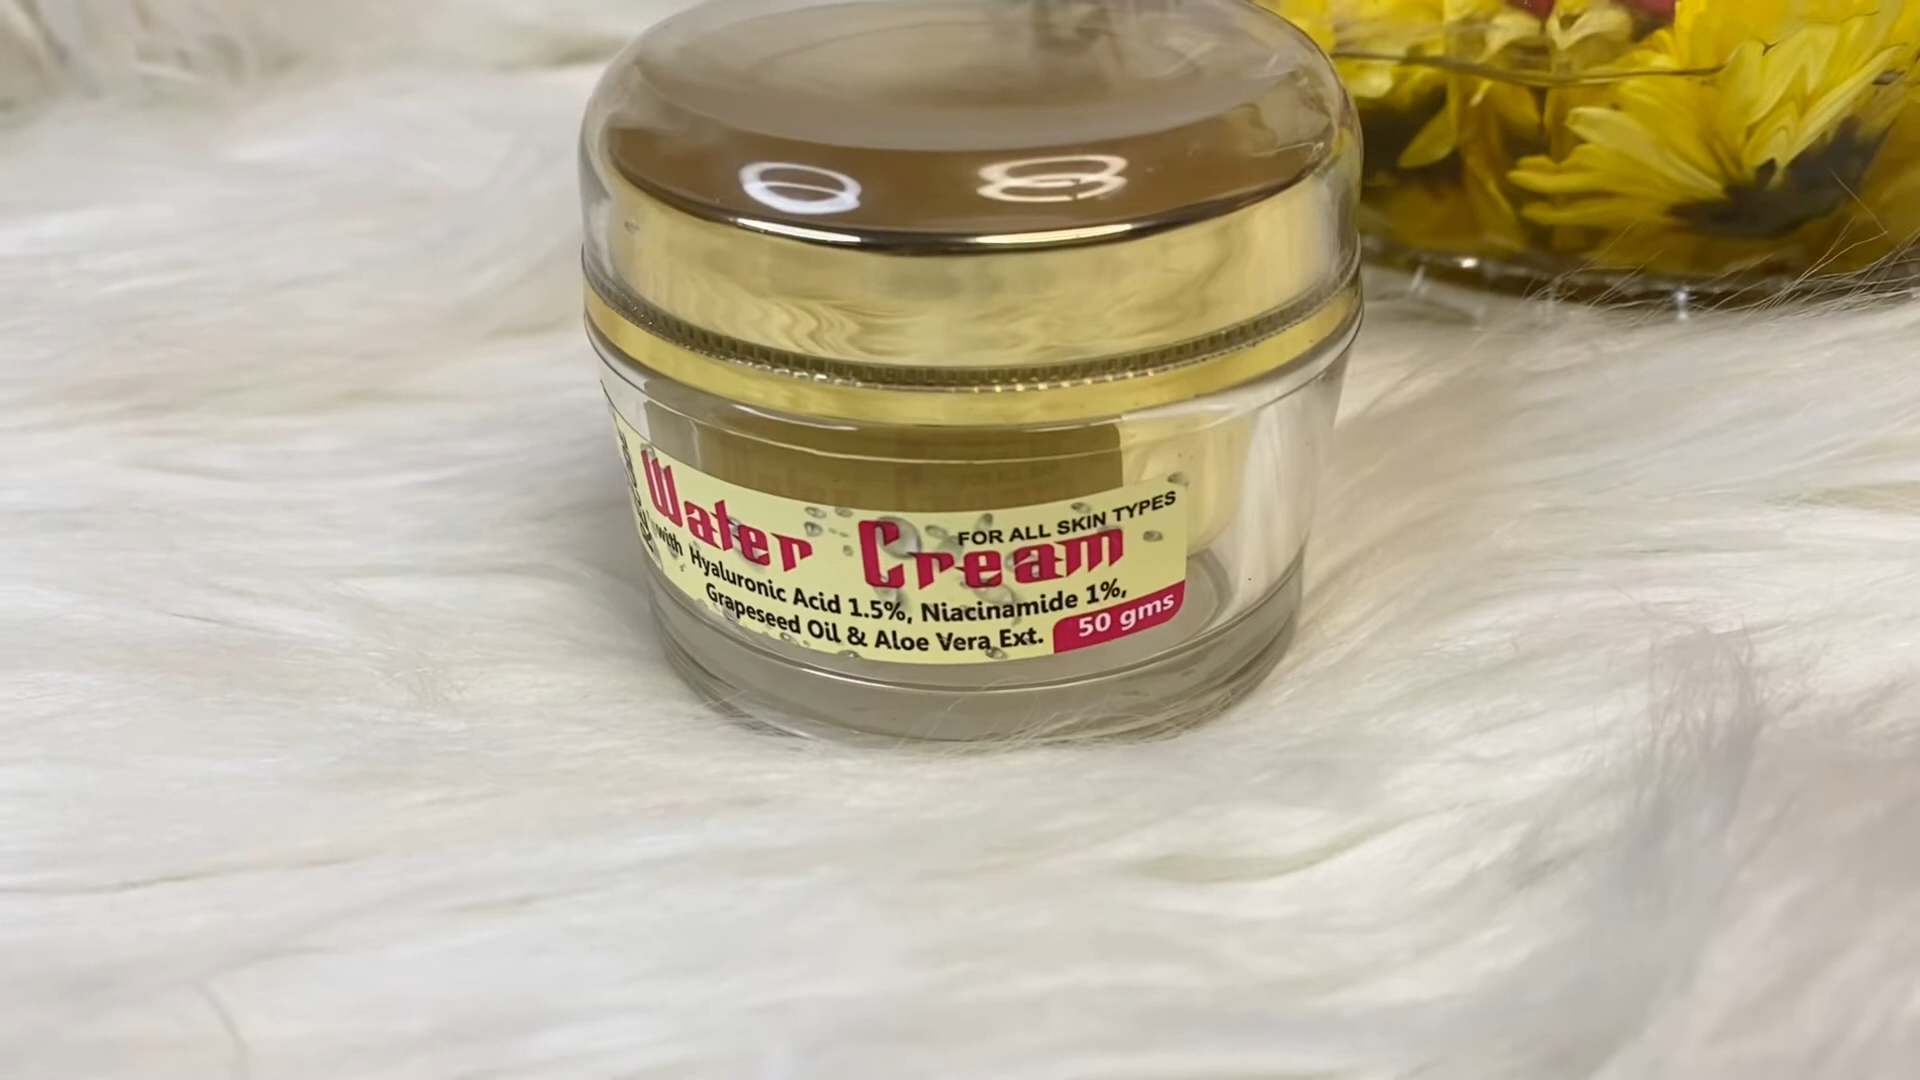 FOR ALL SKIN TYPES
Water Cream
with Hyaluronic Acid 1.5%, Niacinamide 1%,
Grapeseed Oil & Aloe Vera Ext.
50 gms